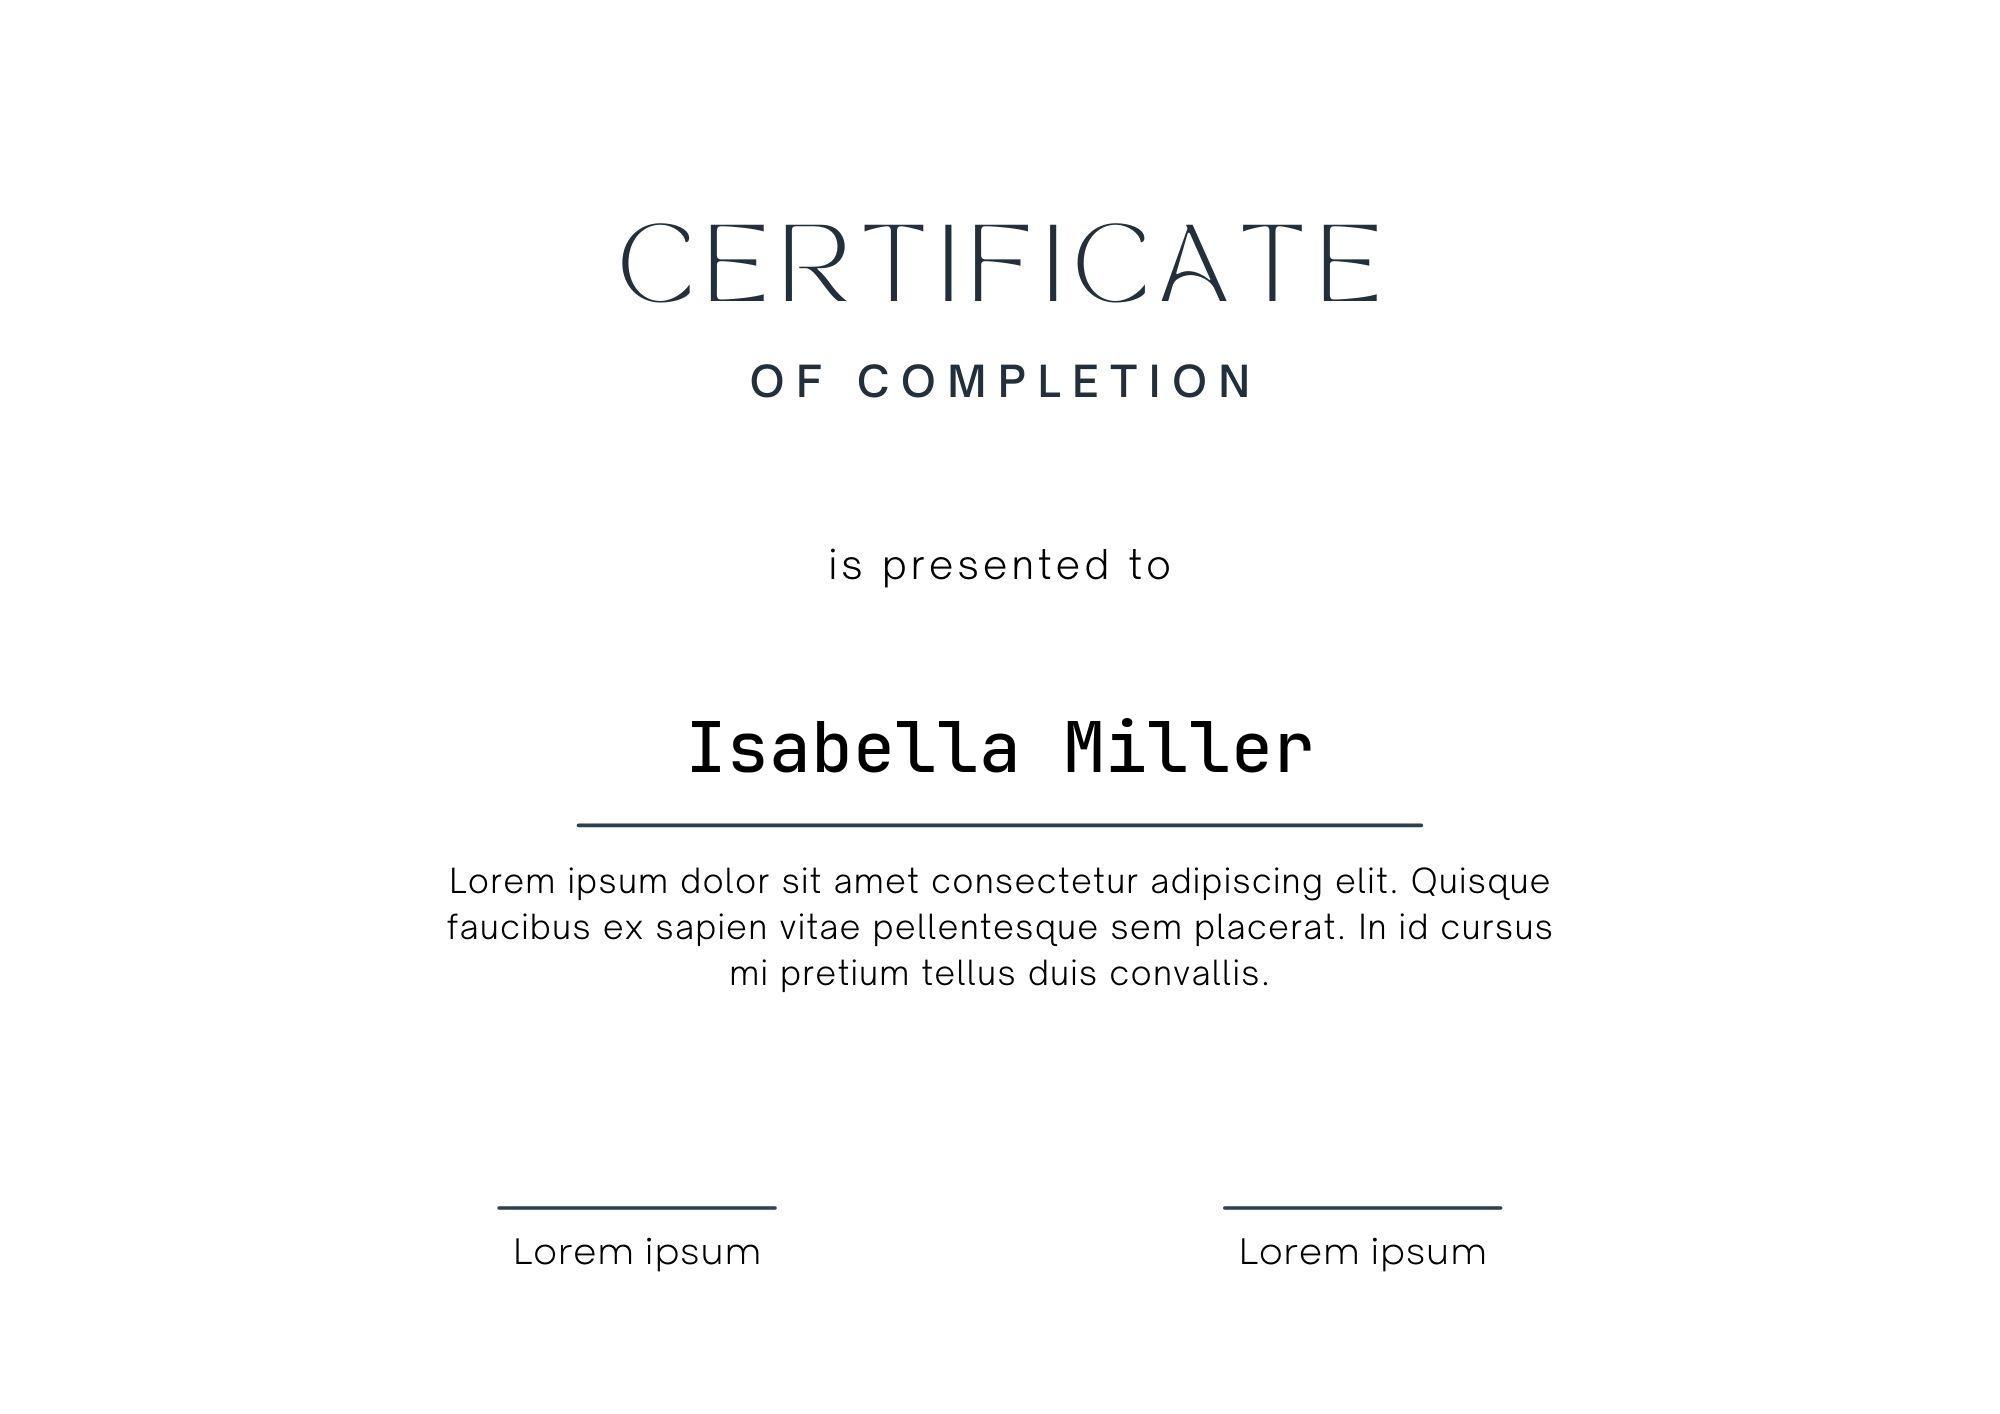 CERTIFICATE
OF COMPLETION
is presented to
Isabella Miller
Lorem ipsum dolor sit amet consectetur adipiscing elit. Quisque
faucibus ex sapien vitae pellentesque sem placerat. In id cursus
mi pretium tellus duis convallis.
Lorem ipsum
Lorem ipsum